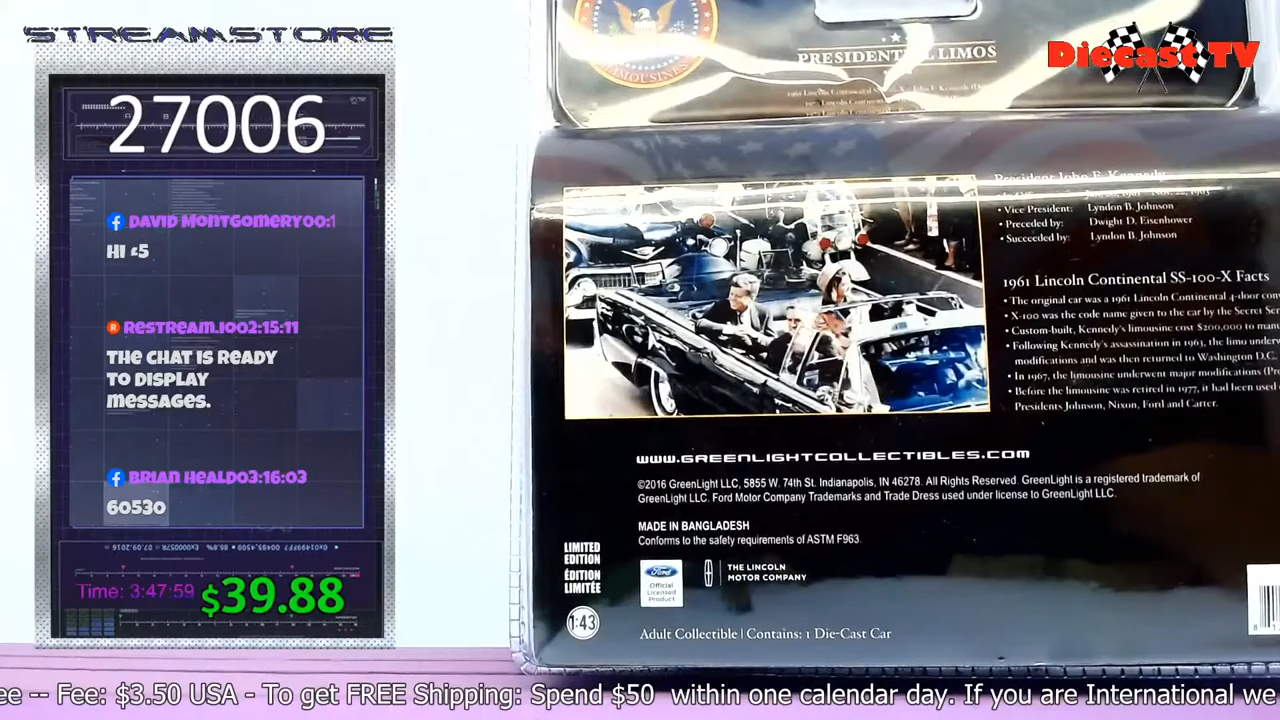 STREAMSTORE
27006
DAVID MONTGOMERY00:1
HI £5
RESTREAM.IO02:15:11
THE CHAT IS READY
TO DISPLAY
MESSAGES.
BRIAN HEALD03:16:03
60530
Time: 3:47:59
$39.88
Diecast TV
LIMOUSINES
PRESIDENTIAL LIMOS
President John F. Kennedy
• Vice President: Lyndon B. Johnson
• Preceded by: Dwight D. Eisenhower
• Succeeded by: Lyndon B. Johnson
1961 Lincoln Continental SS-100-X Facts
• The original car was a 1961 Lincoln Continental 4-door con
• X-100 was the code name given to the car by the Secret Ser
• Custom-built, Kennedy's limousine cost $200,000 to man
• Following Kennedy's assassination in 1963, the limo under
modifications and was then returned to Washington D.C.
• In 1967, the limousine underwent major modifications (Pr
• Before the limousine was retired in 1977, it had been used
Presidents Johnson, Nixon, Ford and Carter.
WWW.GREENLIGHTCOLLECTIBLES.COM
©2016 GreenLight LLC, 5855 W. 74th St. Indianapolis, IN 46278. All Rights Reserved. GreenLight is a registered trademark of
GreenLight LLC. Ford Motor Company Trademarks and Trade Dress used under license to GreenLight LLC.
MADE IN BANGLADESH
Conforms to the safety requirements of ASTM F963.
LIMITED
EDITION
ÉDITION
LIMITÉE
Ford
Official
Licensed
Product
THE LINCOLN
MOTOR COMPANY
1:43
Adult Collectible | Contains: 1 Die-Cast Car
ee -- Fee: $3.50 USA - To get FREE Shipping: Spend $50 within one calendar day. If you are International we